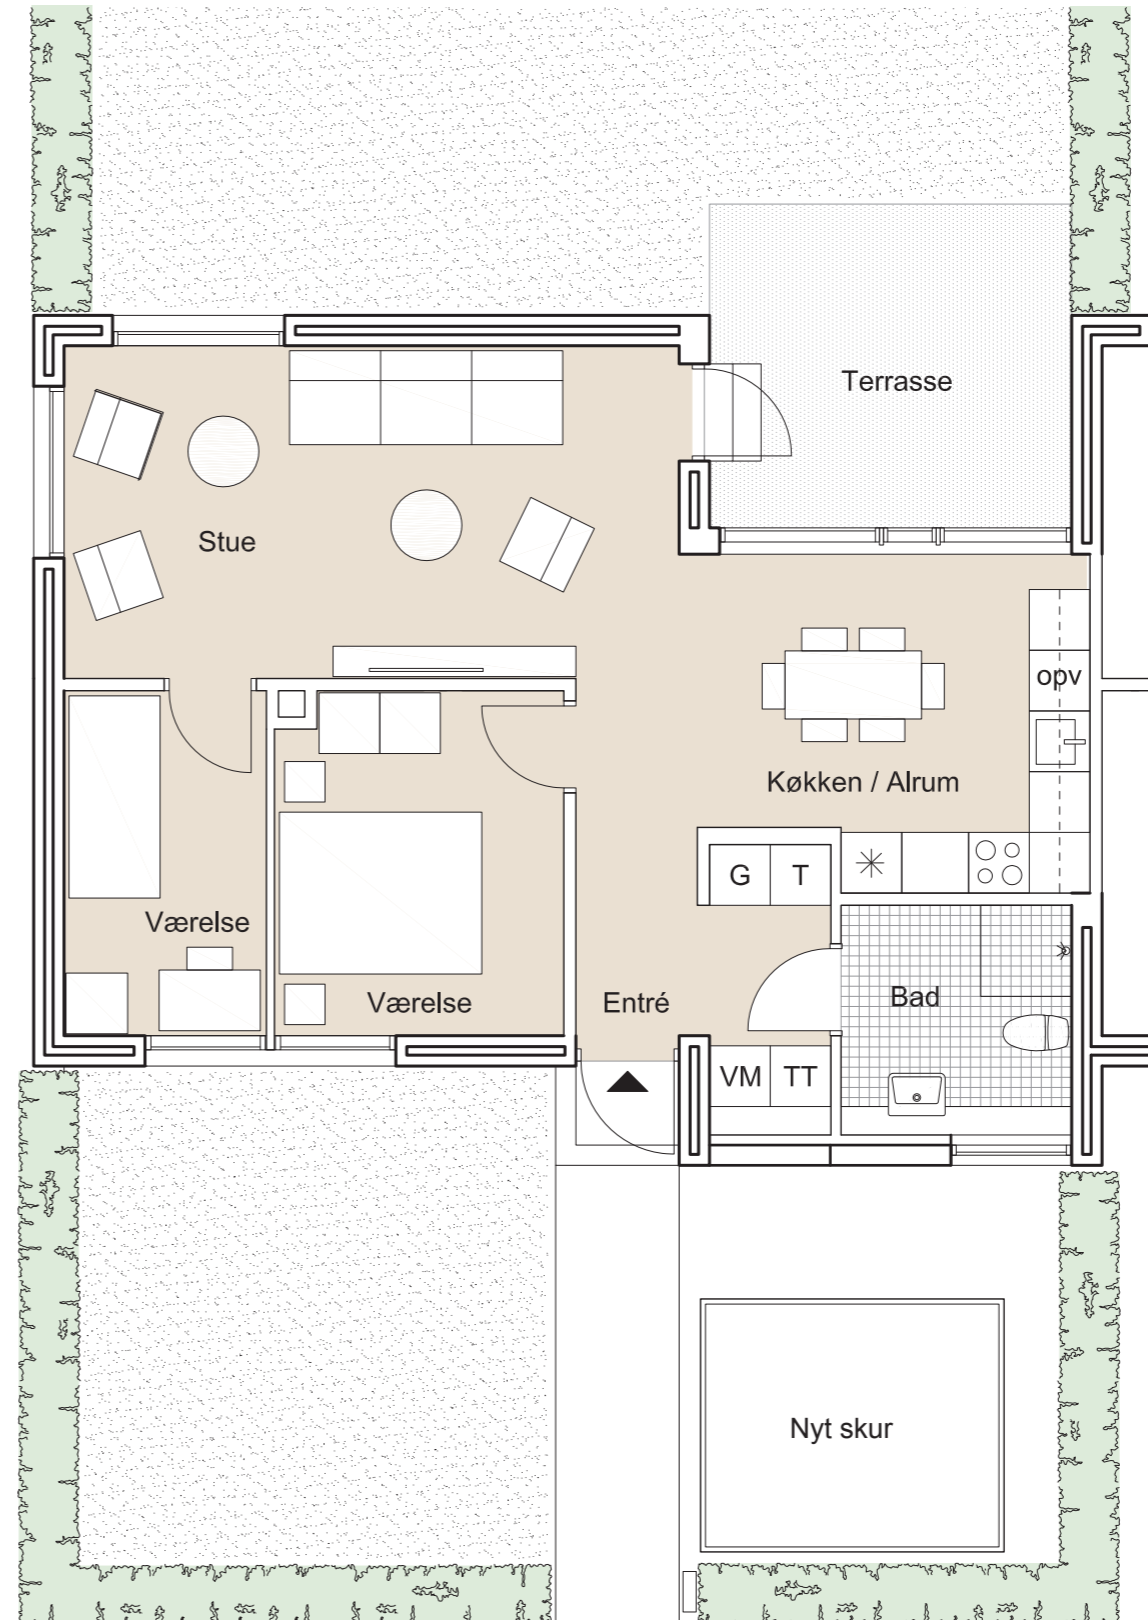 Terrasse
Stue
opv
Køkken / Alrum
G
T
Værelse
Værelse
Entré
Bad
VM
TT
Nyt skur